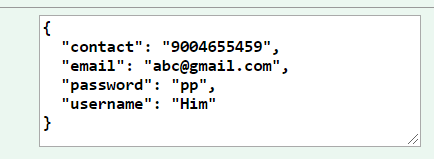 {
  "contact": "9004655459",
  "email": "abc@gmail.com",
  "password": "pp",
  "username": "Him"
}